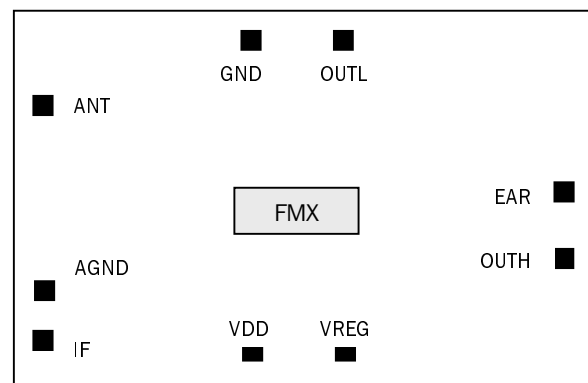 GND OUTL
ANT
EAR
FMX
OUTH
AGND
VDD VREG
IF